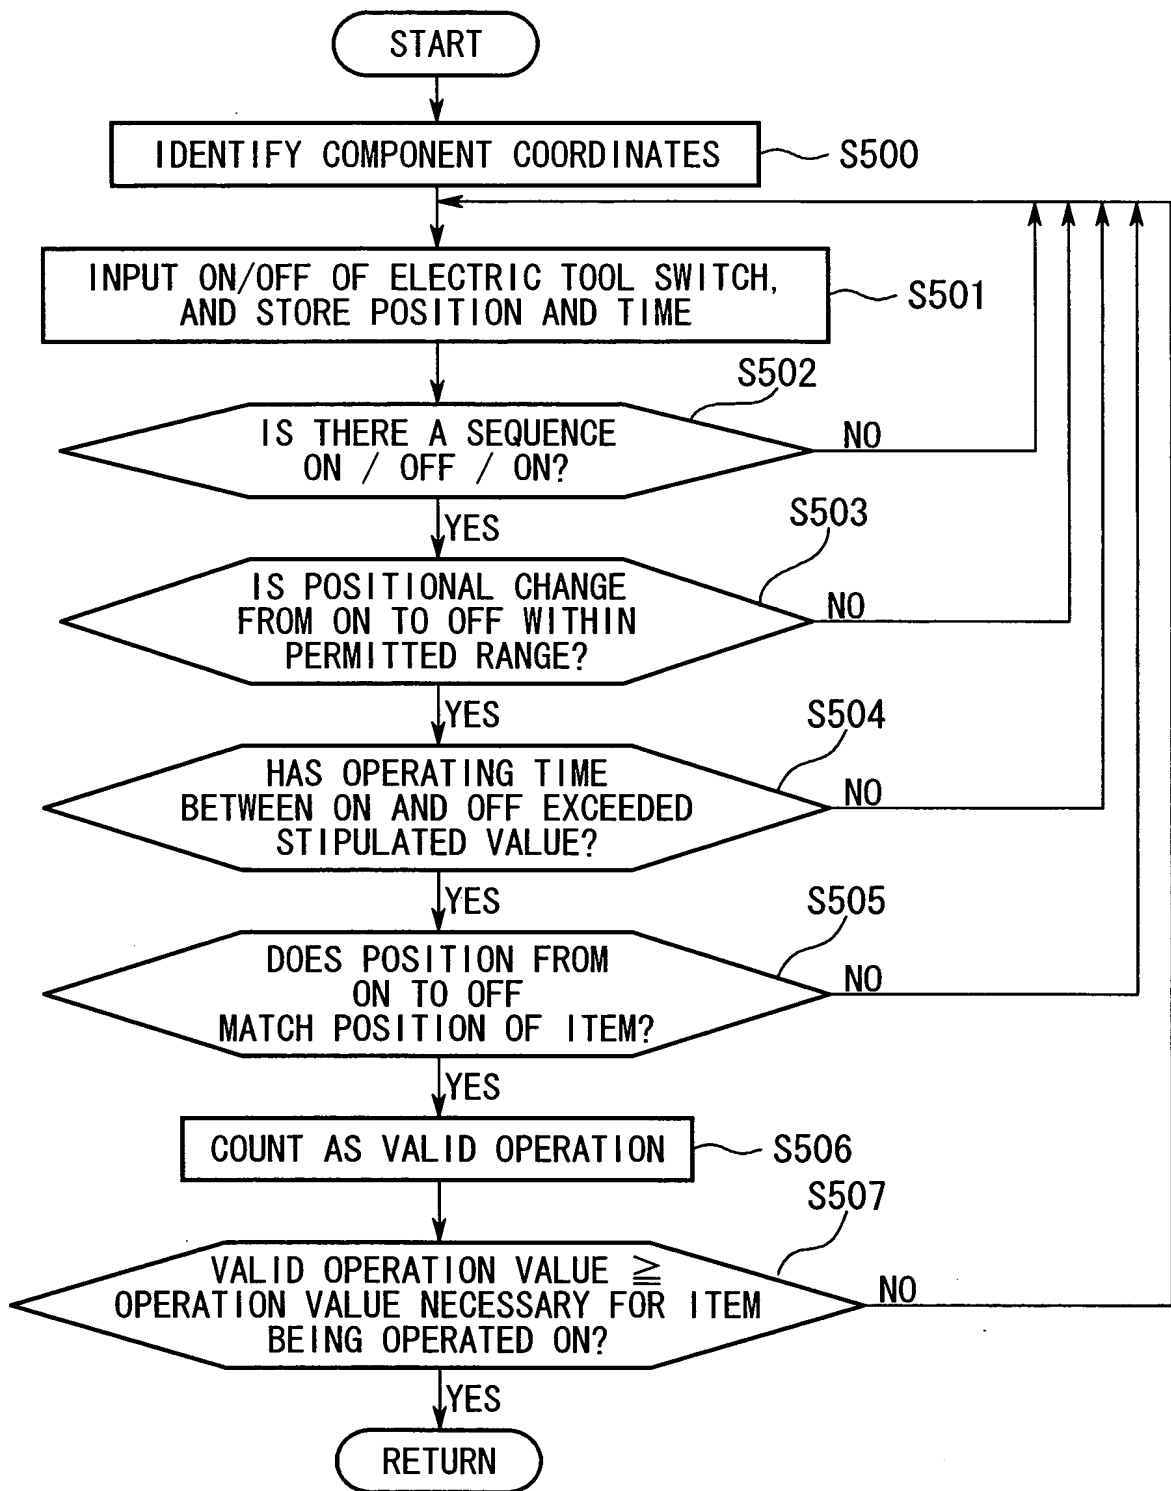 START
IDENTIFY COMPONENT COORDINATES
S500
INPUT ON/OFF OF ELECTRIC TOOL SWITCH,
AND STORE POSITION AND TIME
S501
S502
IS THERE A SEQUENCE
ON / OFF / ON?
NO
YES
S503
IS POSITIONAL CHANGE
FROM ON TO OFF WITHIN
PERMITTED RANGE?
NO
YES
S504
HAS OPERATING TIME
BETWEEN ON AND OFF EXCEEDED
STIPULATED VALUE?
NO
YES
S505
DOES POSITION FROM
ON TO OFF
MATCH POSITION OF ITEM?
NO
YES
COUNT AS VALID OPERATION
S506
S507
VALID OPERATION VALUE ≧
OPERATION VALUE NECESSARY FOR ITEM
BEING OPERATED ON?
NO
YES
RETURN